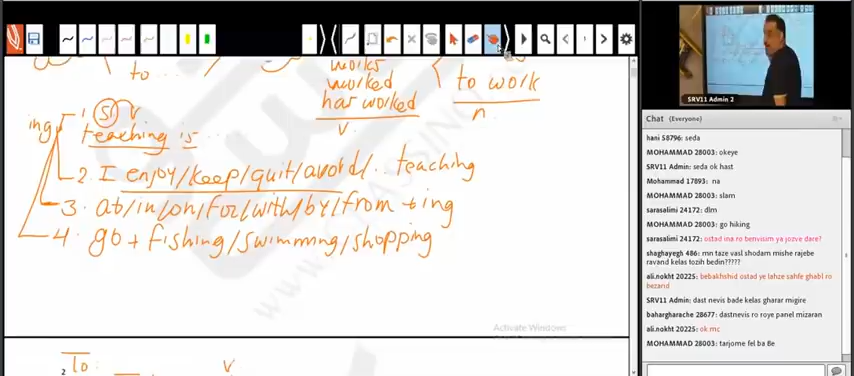 to...
works
worked
has worked
v.
to work
n.
ing
1 (S) v
teaching is...
2. I enjoy/keep/quit/avoid/.. teaching
3. at/in/on/for/with/by/from + ing
4. go + fishing/swimming/shopping
Activate Windows
2
To:
v
SRV11 Admin 2
Chat (Everyone)
hani 58796: seda
MOHAMMAD 28003: okeye
SRV11 Admin: seda ok hast
Mohammad 17893: na
MOHAMMAD 28003: slam
sarasalimi 24172: dlm
MOHAMMAD 28003: go hiking
sarasalimi 24172: ostad ina ro benvisim ya jozve dare?
shaghayegh 486: mn taze vasl shodam mishe rajebe
ravand kelas tozih bedin?????
ali.nokht 20225: bebakhshid ostad ye lahze safhe ghabl ro
bezarid
SRV11 Admin: dast nevis bade kelas gharar migire
bahargharache 28677: dastnevis ro roye panel mizaran
ali.nokht 20225: ok.mc
MOHAMMAD 28003: tarjome fel ba Be